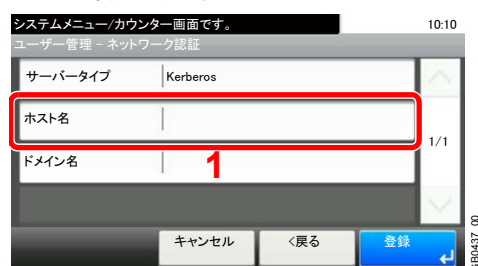 システムメニュー/カウンター画面です。 10:10
ユーザー管理 - ネットワーク認証
サーバータイプ Kerberos
ホスト名
1/1
ドメイン名 1
キャンセル <戻る 登録
GB0437_00